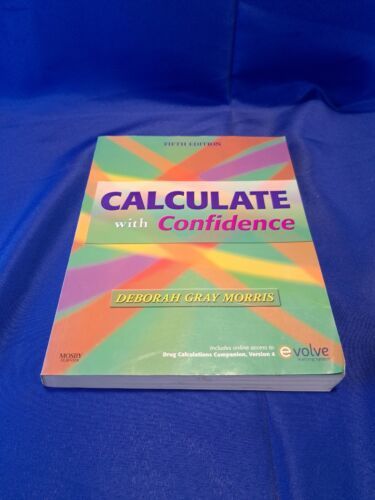 FIFTH EDITION
CALCULATE
with Confidence
DEBORAH GRAY MORRIS
Includes online access to
Drug Calculations Companion, Version 4
evolve
MOSBY
ELSEVIER